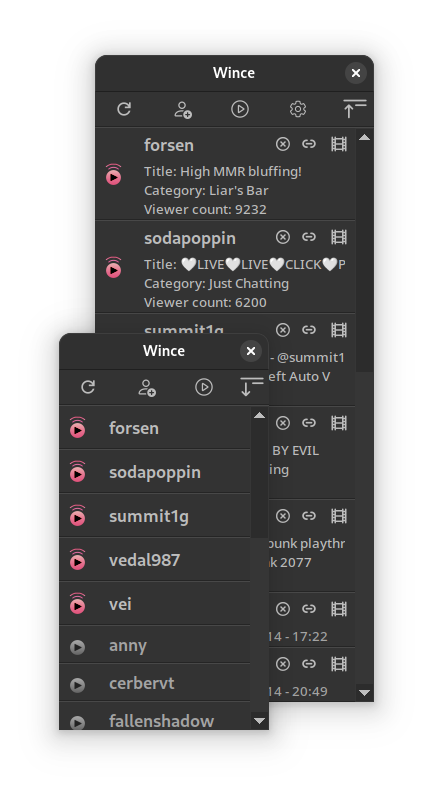 Wince
forsen
Title: High MMR bluffing!
Category: Liar's Bar
Viewer count: 9232
sodapoppin
Title: 🤍LIVE🤍LIVE🤍CLICK🤍
Category: Just Chatting
Viewer count: 6200
summit1g
- @summit1
eft Auto V
BY EVIL
ing
punk playthr
k 2077
14 - 17:22
14 - 20:49
Wince
forsen
sodapoppin
summit1g
vedal987
vei
anny
cerbervt
fallenshadow